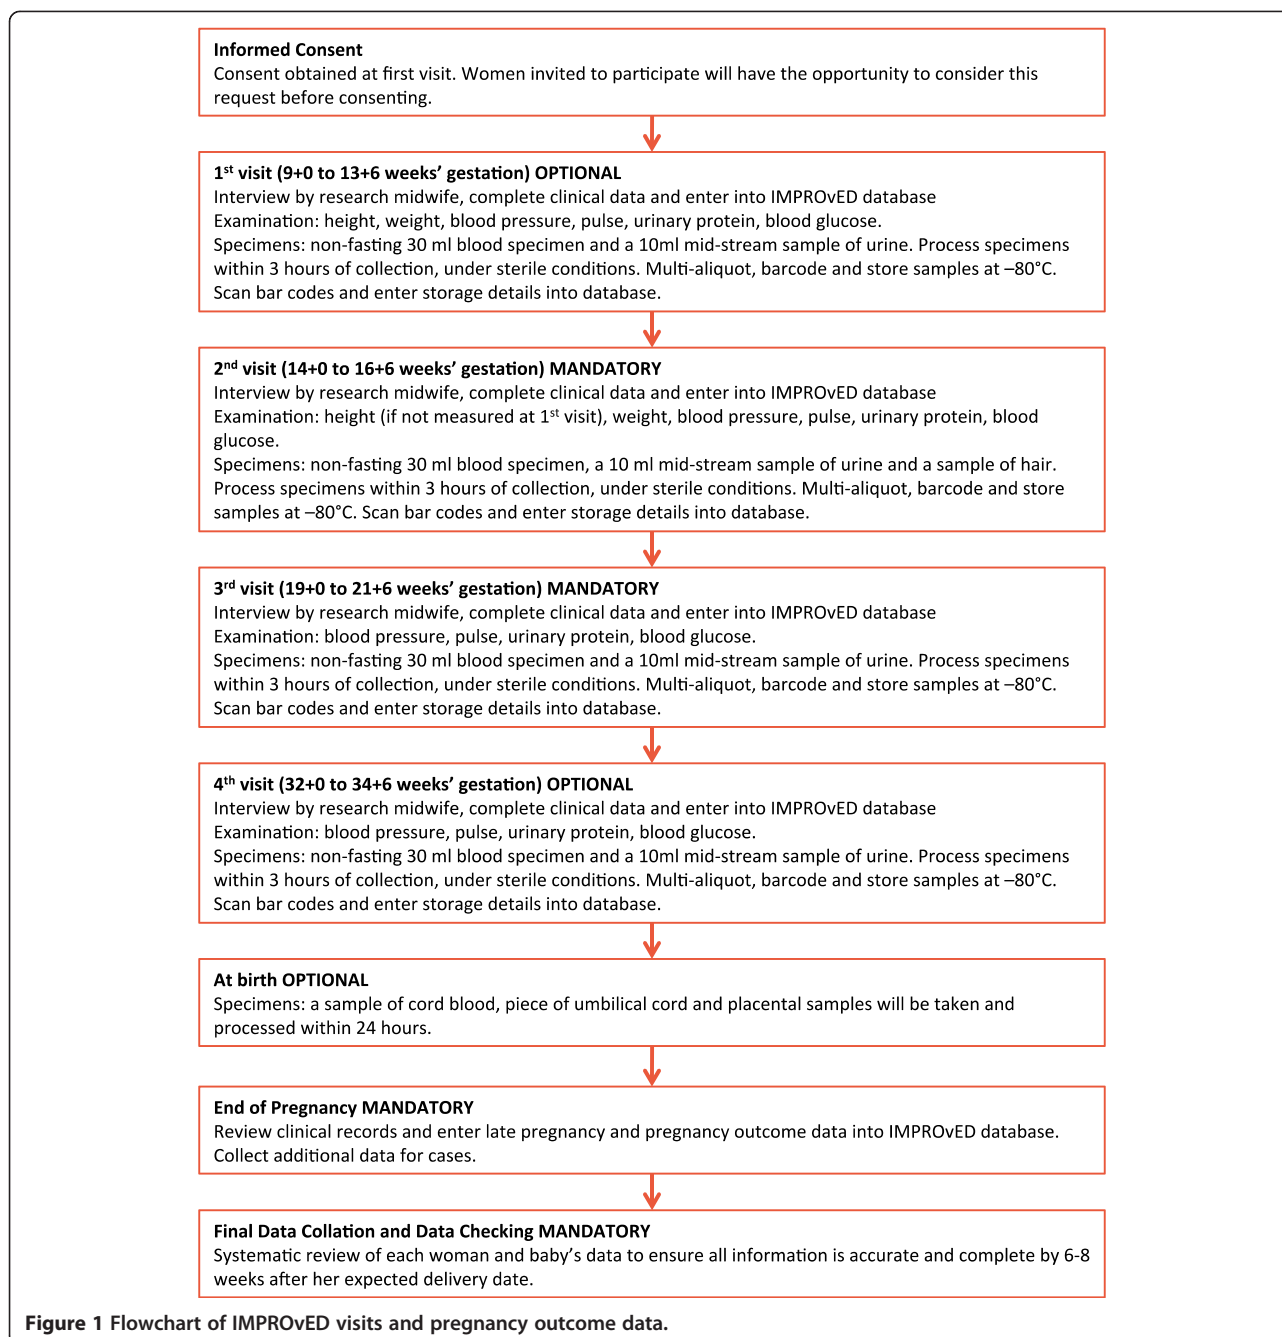 Informed Consent
Consent obtained at first visit. Women invited to participate will have the opportunity to consider this
request before consenting.
1st visit (9+0 to 13+6 weeks’ gestation) OPTIONAL
Interview by research midwife, complete clinical data and enter into IMPROvED database
Examination: height, weight, blood pressure, pulse, urinary protein, blood glucose.
Specimens: non-fasting 30 ml blood specimen and a 10ml mid-stream sample of urine. Process specimens
within 3 hours of collection, under sterile conditions. Multi-aliquot, barcode and store samples at –80°C.
Scan bar codes and enter storage details into database.
2nd visit (14+0 to 16+6 weeks’ gestation) MANDATORY
Interview by research midwife, complete clinical data and enter into IMPROvED database
Examination: height (if not measured at 1st visit), weight, blood pressure, pulse, urinary protein, blood
glucose.
Specimens: non-fasting 30 ml blood specimen, a 10 ml mid-stream sample of urine and a sample of hair.
Process specimens within 3 hours of collection, under sterile conditions. Multi-aliquot, barcode and store
samples at –80°C. Scan bar codes and enter storage details into database.
3rd visit (19+0 to 21+6 weeks’ gestation) MANDATORY
Interview by research midwife, complete clinical data and enter into IMPROvED database
Examination: blood pressure, pulse, urinary protein, blood glucose.
Specimens: non-fasting 30 ml blood specimen and a 10ml mid-stream sample of urine. Process specimens
within 3 hours of collection, under sterile conditions. Multi-aliquot, barcode and store samples at –80°C.
Scan bar codes and enter storage details into database.
4th visit (32+0 to 34+6 weeks’ gestation) OPTIONAL
Interview by research midwife, complete clinical data and enter into IMPROvED database
Examination: blood pressure, pulse, urinary protein, blood glucose.
Specimens: non-fasting 30 ml blood specimen and a 10ml mid-stream sample of urine. Process specimens
within 3 hours of collection, under sterile conditions. Multi-aliquot, barcode and store samples at –80°C.
Scan bar codes and enter storage details into database.
At birth OPTIONAL
Specimens: a sample of cord blood, piece of umbilical cord and placental samples will be taken and
processed within 24 hours.
End of Pregnancy MANDATORY
Review clinical records and enter late pregnancy and pregnancy outcome data into IMPROvED database.
Collect additional data for cases.
Final Data Collation and Data Checking MANDATORY
Systematic review of each woman and baby’s data to ensure all information is accurate and complete by 6-8
weeks after her expected delivery date.
Figure 1 Flowchart of IMPROvED visits and pregnancy outcome data.